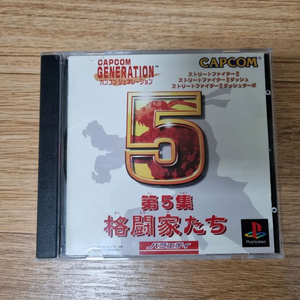 CAPCOM
GENERATION™
カプコン ジェネレーション
CAPCOM
ストリートファイターⅡ
ストリートファイターⅡダッシュ
ストリートファイターⅡダッシュターボ
5
第5集
格闘家たち
PlayStation